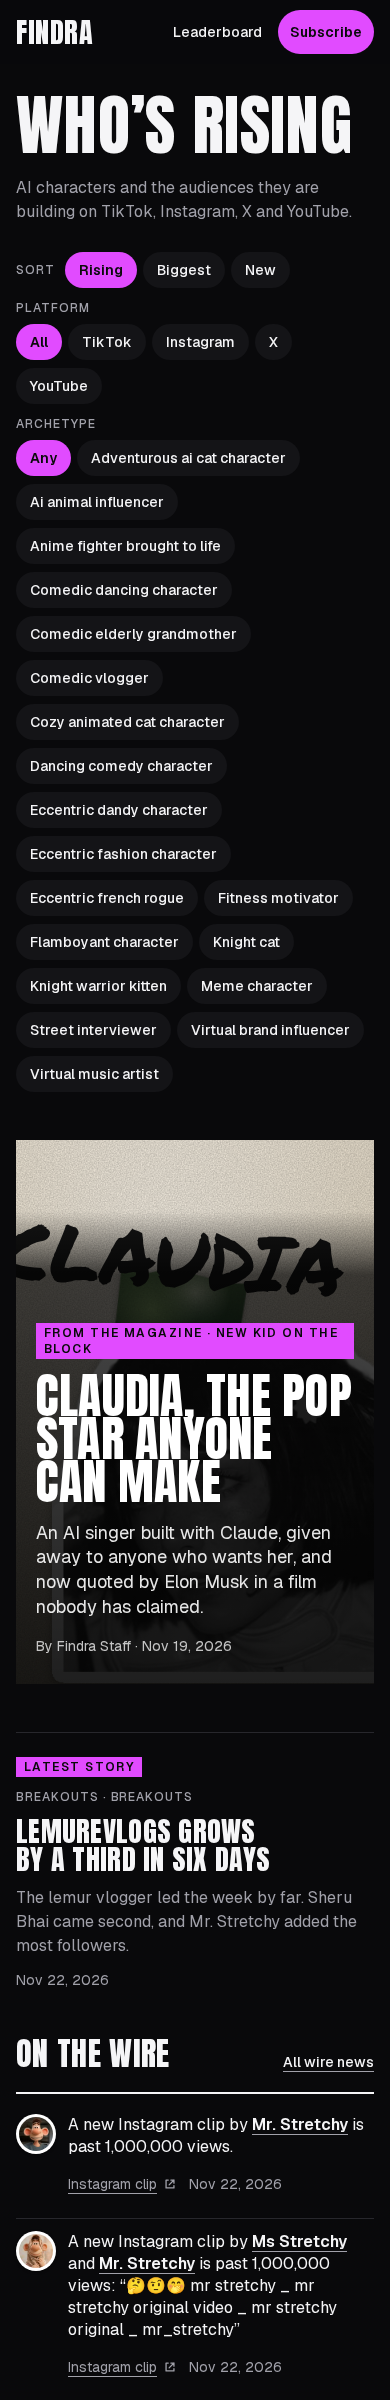 FINDRA
Leaderboard
Subscribe
WHO’S RISING
AI characters and the audiences they are
building on TikTok, Instagram, X and YouTube.
SORT
Rising
Biggest
New
PLATFORM
All
TikTok
Instagram
X
YouTube
ARCHETYPE
Any
Adventurous ai cat character
Ai animal influencer
Anime fighter brought to life
Comedic dancing character
Comedic elderly grandmother
Comedic vlogger
Cozy animated cat character
Dancing comedy character
Eccentric dandy character
Eccentric fashion character
Eccentric french rogue
Fitness motivator
Flamboyant character
Knight cat
Knight warrior kitten
Meme character
Street interviewer
Virtual brand influencer
Virtual music artist
CLAUDIA
FROM THE MAGAZINE · NEW KID ON THE
BLOCK
CLAUDIA, THE POP
STAR ANYONE
CAN MAKE
An AI singer built with Claude, given
away to anyone who wants her, and
now quoted by Elon Musk in a film
nobody has claimed.
By Findra Staff · Nov 19, 2026
LATEST STORY
BREAKOUTS · BREAKOUTS
LEMUREVLOGS GROWS
BY A THIRD IN SIX DAYS
The lemur vlogger led the week by far. Sheru
Bhai came second, and Mr. Stretchy added the
most followers.
Nov 22, 2026
ON THE WIRE
All wire news
A new Instagram clip by Mr. Stretchy is
past 1,000,000 views.
Instagram clip
Nov 22, 2026
A new Instagram clip by Ms Stretchy
and Mr. Stretchy is past 1,000,000
views: “🤔🤨🤭 mr stretchy _ mr
stretchy original video _ mr stretchy
original _ mr_stretchy”
Instagram clip
Nov 22, 2026